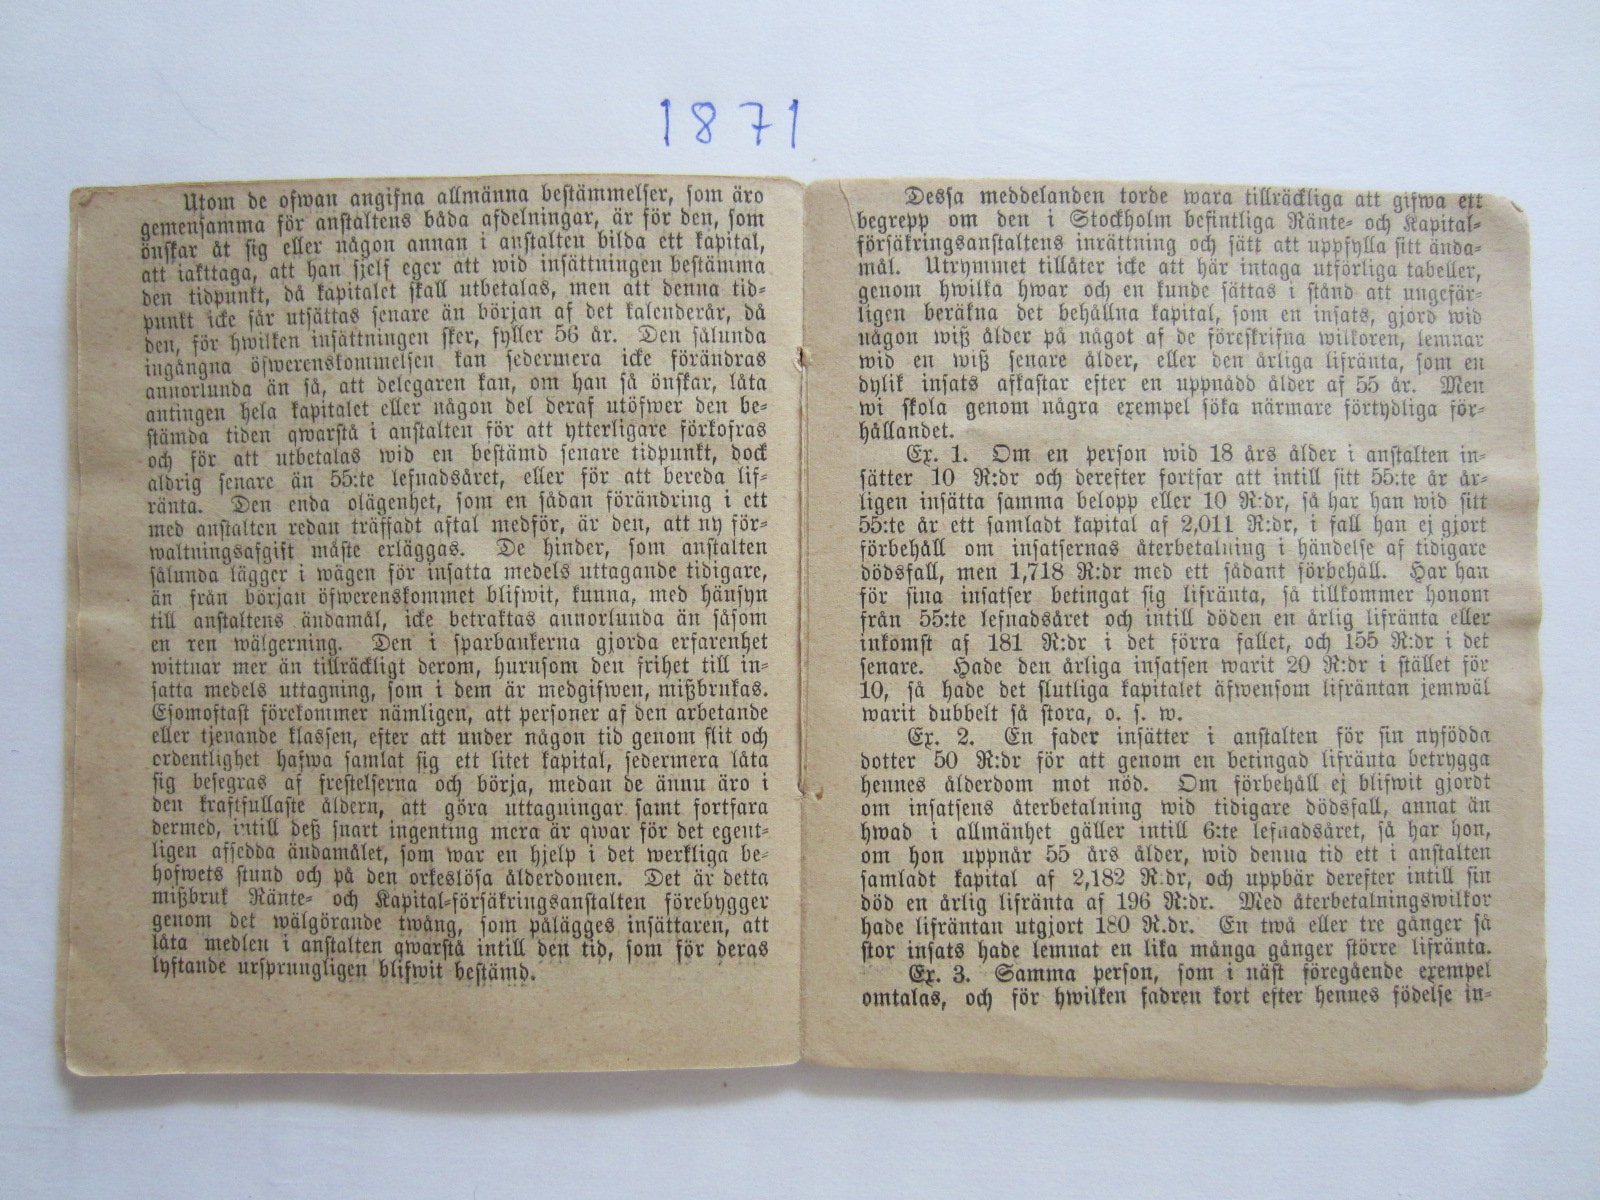 1871
Utom de ofwan angifna allmänna bestämmelser, som äro
gemensamma för anstaltens båda afdelningar, är för den, som
önskar åt sig eller någon annan i anstalten bilda ett kapital,
att iakttaga, att han sjelf eger att wid insättningen bestämma
den tidpunkt, då kapitalet skall utbetalas, men att denna tid-
punkt icke får utsättas senare än början af det kalenderår, då
den, för hwilken insättningen sker, fyller 56 år. Den sålunda
ingångna öfwerenskommelsen kan sedermera icke förändras
annorlunda än så, att delegaren kan, om han så önskar, låta
antingen hela kapitalet eller någon del deraf utöfwer den be-
stämda tiden qwarstå i anstalten för att ytterligare förkofras
och för att utbetalas wid en bestämd senare tidpunkt, dock
aldrig senare än 55:te lefnadsåret, eller för att bereda lif-
ränta. Den enda olägenhet, som en sådan förändring i ett
med anstalten redan träffadt aftal medför, är den, att ny för-
waltningsafgift måste erläggas. De hinder, som anstalten
sålunda lägger i wägen för insatta medels uttagande tidigare,
än från början öfwerenskommet blifwit, kunna, med hänsyn
till anstaltens ändamål, icke betraktas annorlunda än såsom
en ren wälgerning. Den i sparbankerna gjorda erfarenhet
wittnar mer än tillräckligt derom, hurusom den frihet till in-
satta medels uttagning, som i dem är medgifwen, mißbrukas.
Esomoftast förekommer nämligen, att personer af den arbetande
eller tjenande klassen, efter att under någon tid genom flit och
ordentlighet hafwa samlat sig ett litet kapital, sedermera låta
sig besegras af frestelserna och börja, medan de ännu äro i
den kraftfullaste åldern, att göra uttagningar samt fortfara
dermed, intill deß snart ingenting mera är qwar för det egent-
ligen afsedda ändamålet, som war en hjelp i det werkliga be-
hofwets stund och på den orkeslösa ålderdomen. Det är detta
mißbruk Ränte- och Kapital-försäkringsanstalten förebygger
genom det wälgörande twång, som pålägges insättaren, att
låta medlen i anstalten qwarstå intill den tid, som för deras
lyftande ursprungligen blifwit bestämd.
Dessa meddelanden torde wara tillräckliga att gifwa ett
begrepp om den i Stockholm befintliga Ränte- och Kapital-
försäkringsanstaltens inrättning och sätt att uppfylla sitt ända-
mål. Utrymmet tillåter icke att här intaga utförliga tabeller,
genom hwilka hwar och en kunde sättas i stånd att ungefär-
ligen beräkna det behållna kapital, som en insats, gjord wid
någon wiß ålder på något af de föreskrifna wilkoren, lemnar
wid en wiß senare ålder, eller den årliga lifränta, som en
dylik insats afkastar efter en uppnådd ålder af 55 år. Men
wi skola genom några exempel söka närmare förtydliga för-
hållandet.
Ex. 1. Om en person wid 18 års ålder i anstalten in-
sätter 10 R:dr och derefter fortfar att intill sitt 55:te år år-
ligen insätta samma belopp eller 10 R:dr, så har han wid sitt
55:te år ett samladt kapital af 2,011 R:dr, i fall han ej gjort
förbehåll om insatsernas återbetalning i händelse af tidigare
dödsfall, men 1,718 R:dr med ett sådant förbehåll. Har han
för sina insatser betingat sig lifränta, så tillkommer honom
från 55:te lefnadsåret och intill döden en årlig lifränta eller
inkomst af 181 R:dr i det förra fallet, och 155 R:dr i det
senare. Hade den årliga insatsen warit 20 R:dr i stället för
10, så hade det slutliga kapitalet äfwensom lifräntan jemwäl
warit dubbelt så stora, o. s. w.
Ex. 2. En fader insätter i anstalten för sin nyfödda
dotter 50 R:dr för att genom en betingad lifränta betrygga
hennes ålderdom mot nöd. Om förbehåll ej blifwit gjordt
om insatsens återbetalning wid tidigare dödsfall, annat än
hwad i allmänhet gäller intill 6:te lefnadsåret, så har hon,
om hon uppnår 55 års ålder, wid denna tid ett i anstalten
samladt kapital af 2,182 R:dr, och uppbär derefter intill sin
död en årlig lifränta af 196 R:dr. Med återbetalningswilkor
hade lifräntan utgjort 180 R.dr. En twå eller tre gånger så
stor insats hade lemnat en lika många gånger större lifränta.
Ex. 3. Samma person, som i näst föregående exempel
omtalas, och för hwilken fadren kort efter hennes födelse in-